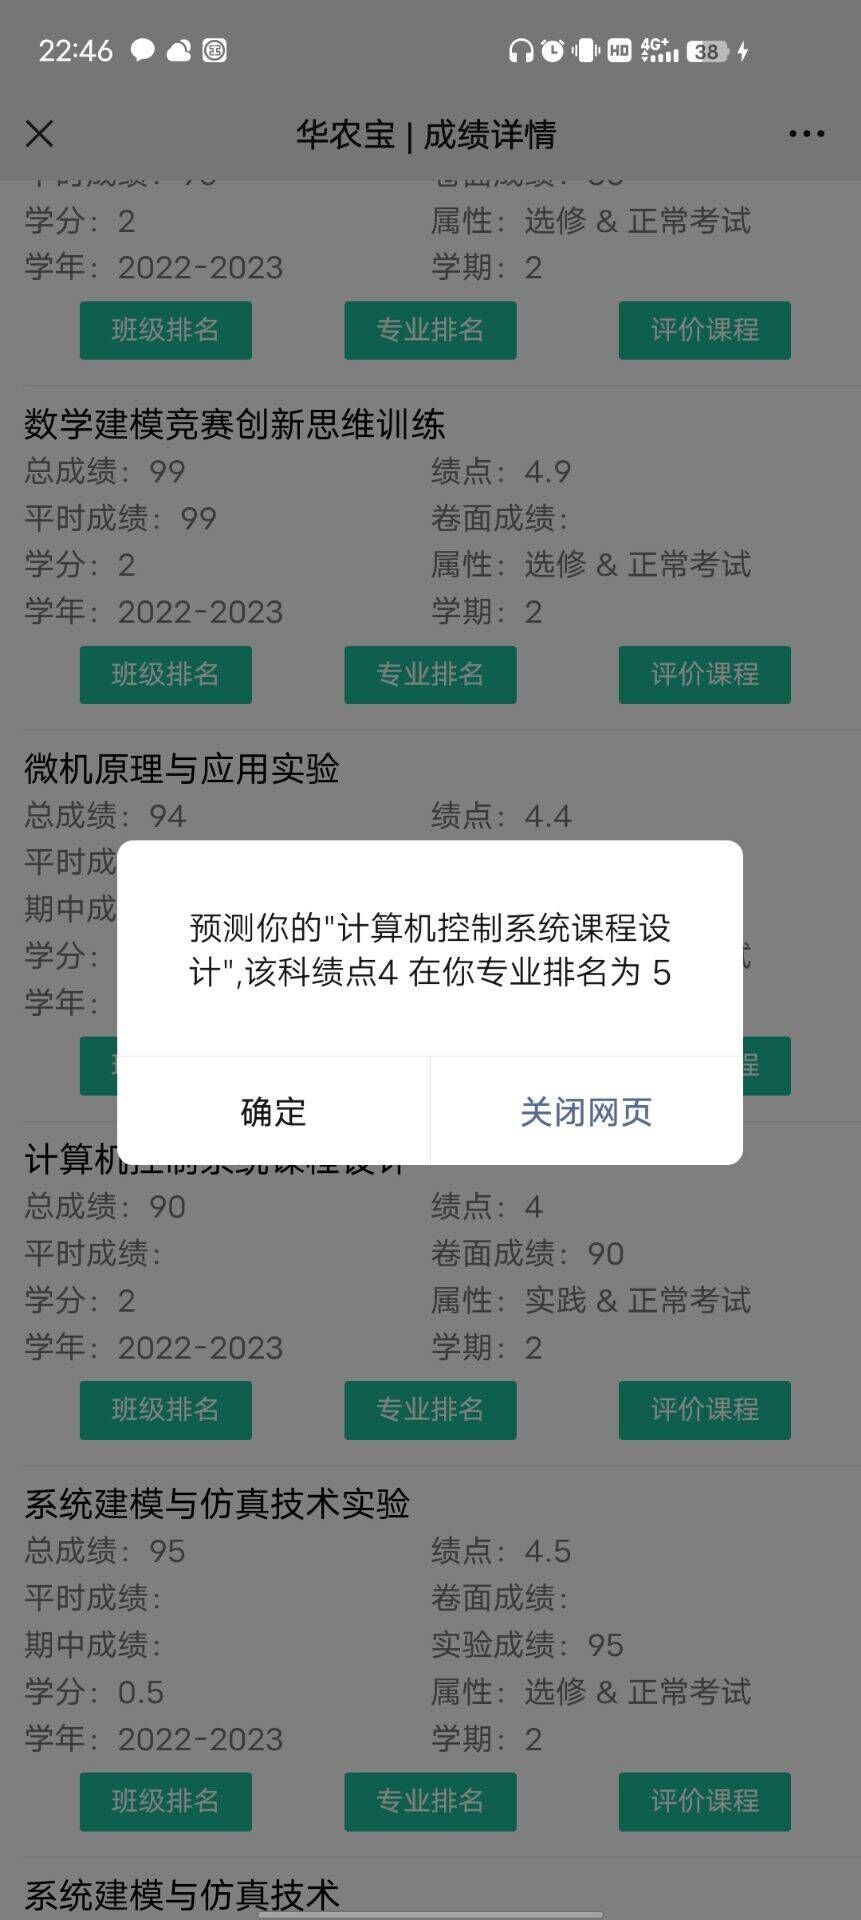 22:46 HD 4G+ 38
华农宝 | 成绩详情
学分：2 属性：选修 & 正常考试
学年：2022-2023 学期：2
班级排名 专业排名 评价课程
数学建模竞赛创新思维训练
总成绩：99 绩点：4.9
平时成绩：99 卷面成绩：
学分：2 属性：选修 & 正常考试
学年：2022-2023 学期：2
班级排名 专业排名 评价课程
微机原理与应用实验
总成绩：94 绩点：4.4
平时成
期中成
学分：
学年：
预测你的"计算机控制系统课程设
计",该科绩点4 在你专业排名为 5
确定 关闭网页
计算机控制系统课程设计
总成绩：90 绩点：4
平时成绩： 卷面成绩：90
学分：2 属性：实践 & 正常考试
学年：2022-2023 学期：2
班级排名 专业排名 评价课程
系统建模与仿真技术实验
总成绩：95 绩点：4.5
平时成绩： 卷面成绩：
期中成绩： 实验成绩：95
学分：0.5 属性：选修 & 正常考试
学年：2022-2023 学期：2
班级排名 专业排名 评价课程
系统建模与仿真技术